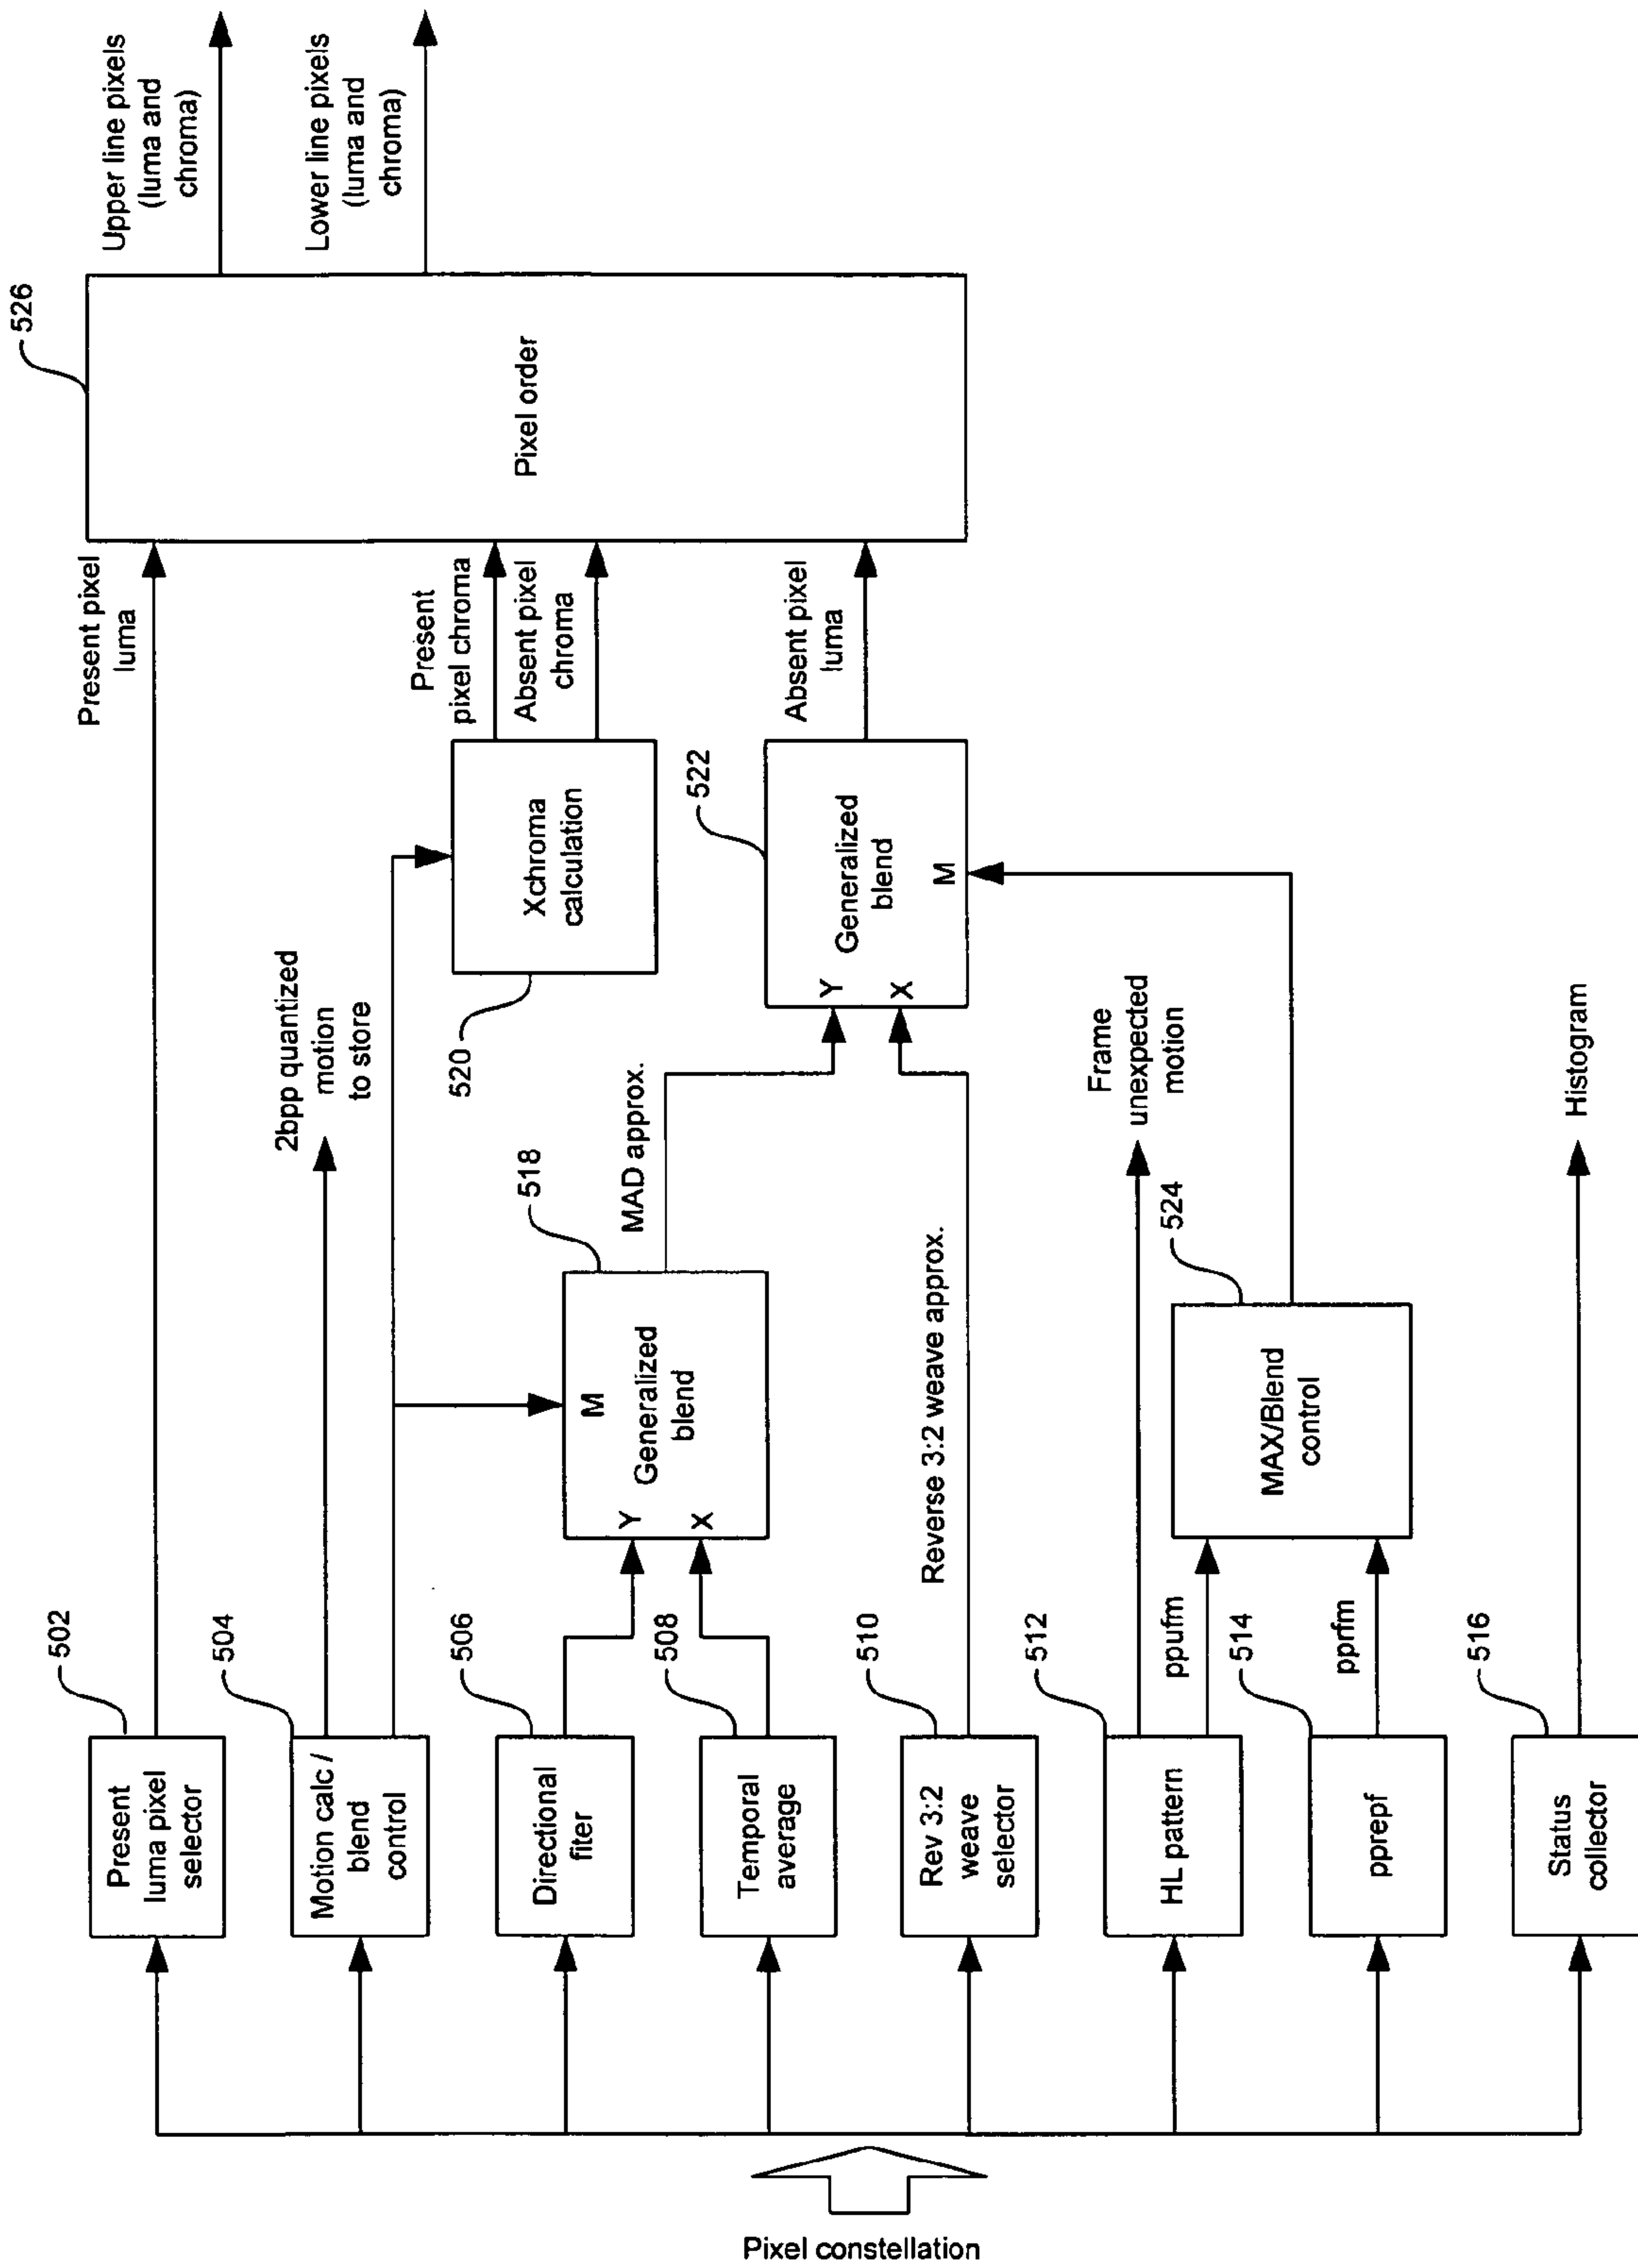 Pixel constellation
502
Present
luma pixel
selector
504
Motion calc /
blend
control
506
Directional
fiter
508
Temporal
average
510
Rev 3:2
weave
selector
512
HL pattern
514
pprepf
516
Status
collector
ppufm
pprfm
Reverse 3:2 weave approx.
518
M
Generalized
blend
Y
X
MAD approx.
524
MAX/Blend
control
2bpp quantized
motion
to store
Frame
unexpected
motion
Histogram
520
Xchroma
calculation
522
Generalized
blend
Y
X
M
Present pixel
luma
Present
pixel chroma
Absent pixel
chroma
Absent pixel
luma
526
Pixel order
Upper line pixels
(luma and
chroma)
Lower line pixels
(luma and
chroma)